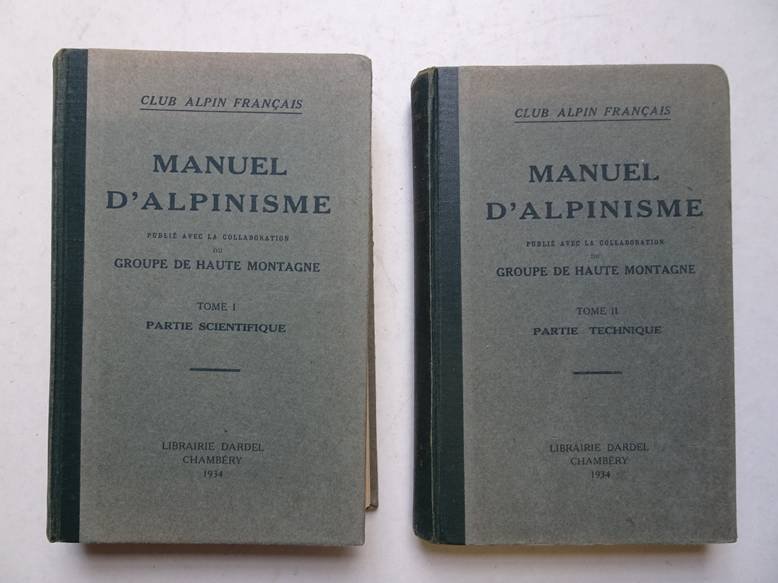 CLUB ALPIN FRANÇAIS
MANUEL
D'ALPINISME
PUBLIÉ AVEC LA COLLABORATION
DU
GROUPE DE HAUTE MONTAGNE
TOME I
PARTIE SCIENTIFIQUE
LIBRAIRIE DARDEL
CHAMBÉRY
1934
CLUB ALPIN FRANÇAIS
MANUEL
D'ALPINISME
PUBLIÉ AVEC LA COLLABORATION
DU
GROUPE DE HAUTE MONTAGNE
TOME II
PARTIE TECHNIQUE
LIBRAIRIE DARDEL
CHAMBÉRY
1934